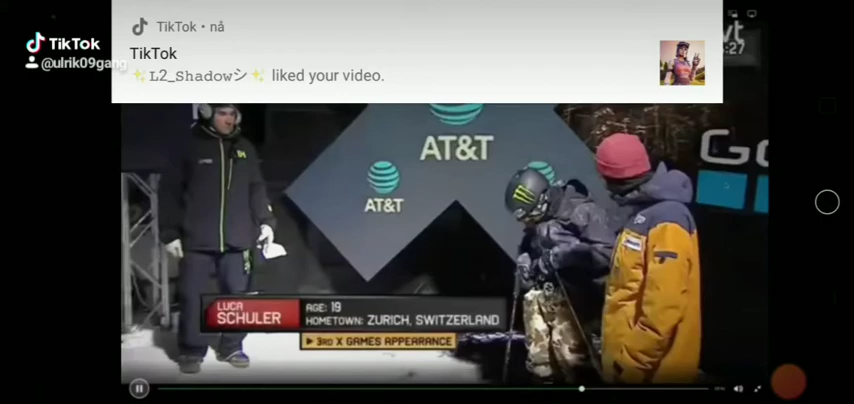 TikTok • nå
TikTok
✨L2_Shadowシ✨ liked your video.
TikTok
@ulrik09gang
:27
AT&T
AT&T
LUCA
SCHULER
AGE: 19
HOMETOWN: ZURICH, SWITZERLAND
▶ 3RD X GAMES APPEARANCE